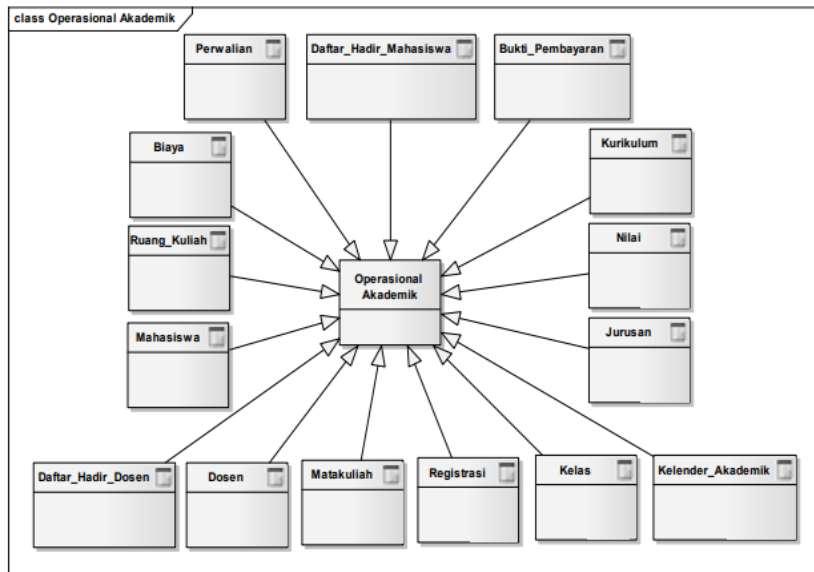 class Operasional Akademik
Perwalian
Daftar_Hadir_Mahasiswa
Bukti_Pembayaran
Biaya
Kurikulum
Ruang_Kuliah
Nilai
Operasional
Akademik
Mahasiswa
Jurusan
Daftar_Hadir_Dosen
Dosen
Matakuliah
Registrasi
Kelas
Kelender_Akademik